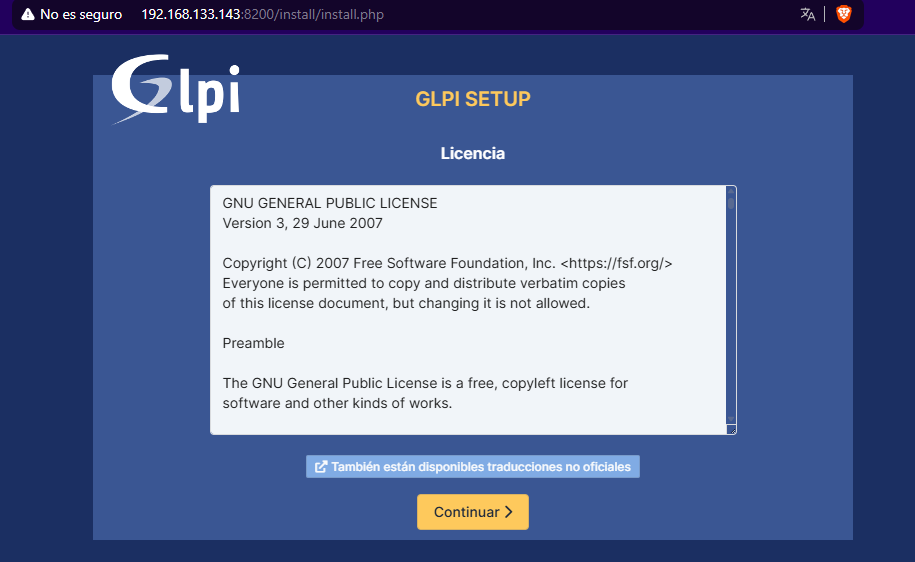 No es seguro 192.168.133.143:8200/install/install.php
Glpi
GLPI SETUP
Licencia
GNU GENERAL PUBLIC LICENSE
Version 3, 29 June 2007
Copyright (C) 2007 Free Software Foundation, Inc. <https://fsf.org/>
Everyone is permitted to copy and distribute verbatim copies
of this license document, but changing it is not allowed.
Preamble
The GNU General Public License is a free, copyleft license for
software and other kinds of works.
También están disponibles traducciones no oficiales
Continuar